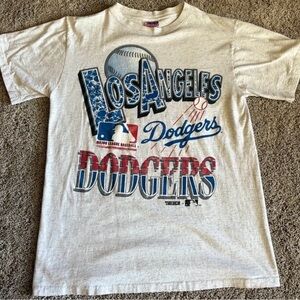 LOS ANGELES
Dodgers
MAJOR LEAGUE BASEBALL
DODGERS